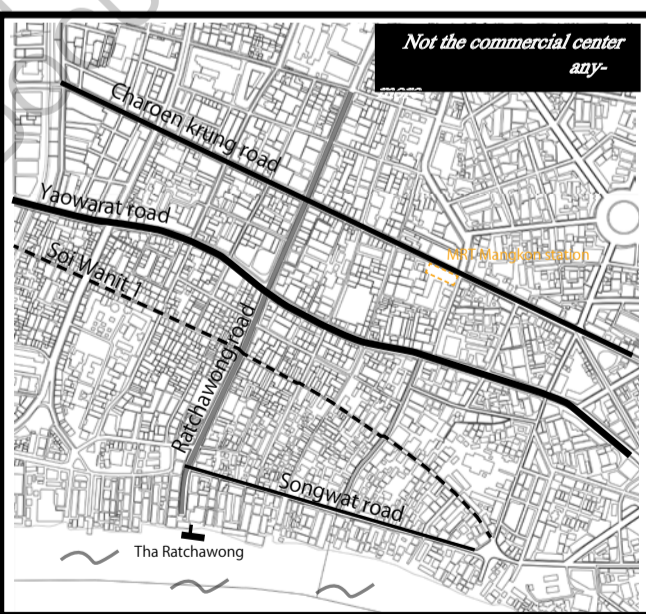 Not the commercial center
any-
more
Charoen krung road
Yaowarat road
MRT Mangkon station
Soi Wanit 1
Ratchawong road
Songwat road
Tha Ratchawong